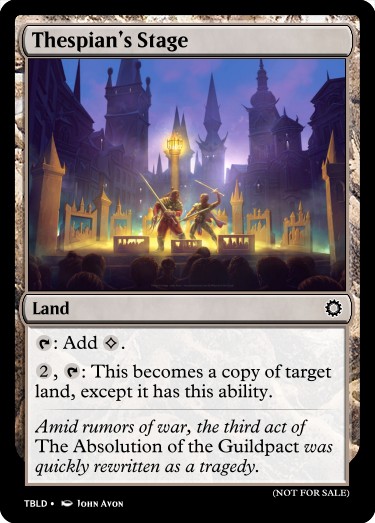 Thespian's Stage
Land
: Add .
2, : This becomes a copy of target
land, except it has this ability.
Amid rumors of war, the third act of
The Absolution of the Guildpact was
quickly rewritten as a tragedy.
(NOT FOR SALE)
TBLD • John Avon